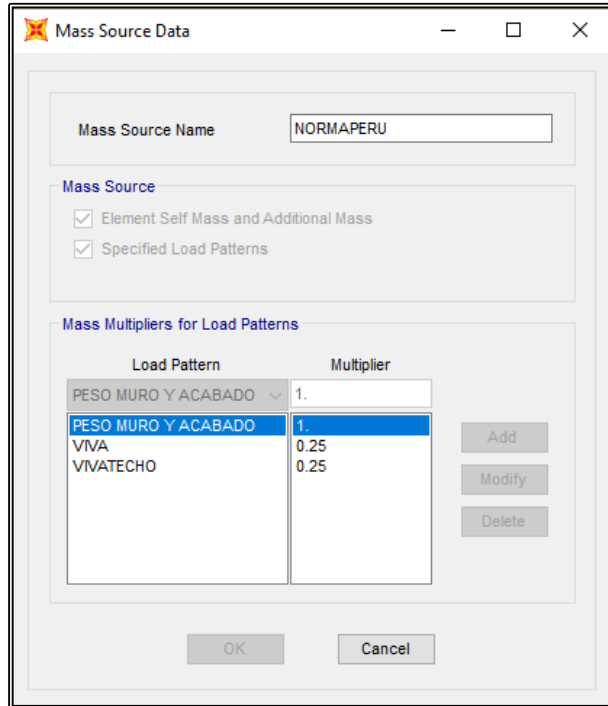 Mass Source Data
Mass Source Name NORMAPERU
Mass Source
Element Self Mass and Additional Mass
Specified Load Patterns
Mass Multipliers for Load Patterns
Load Pattern Multiplier
PESO MURO Y ACABADO 1.
PESO MURO Y ACABADO 1.
VIVA 0.25
VIVATECHO 0.25
Add
Modify
Delete
OK Cancel